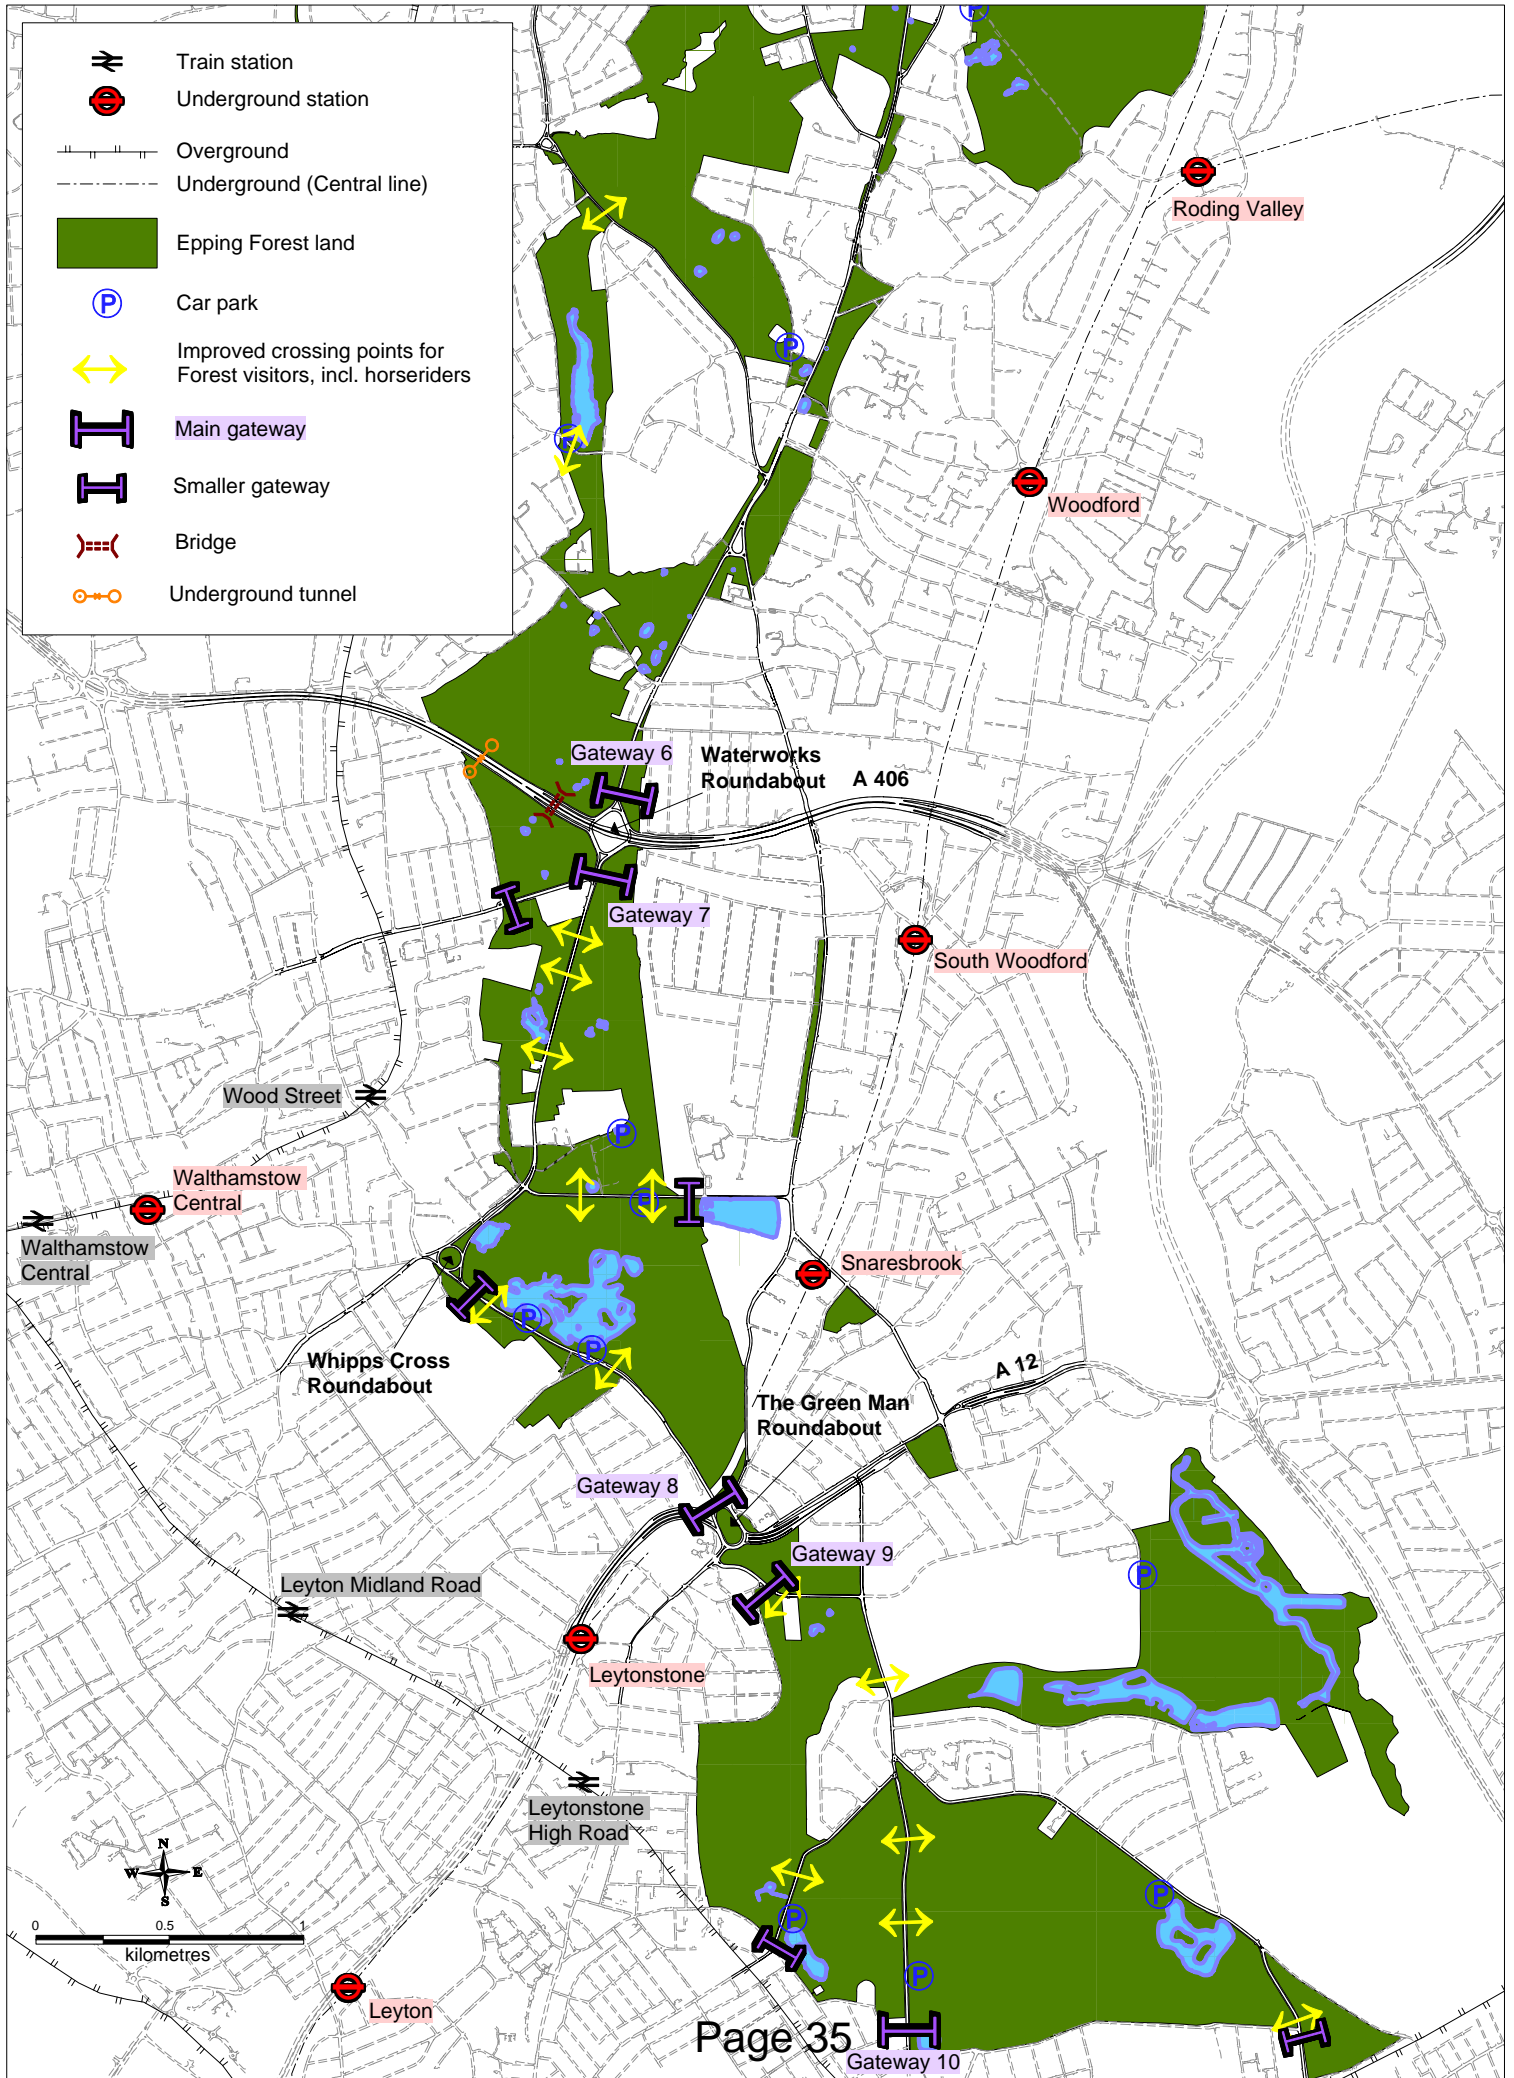 Train station
Underground station
Overground
Underground (Central line)
Epping Forest land
P
Car park
Improved crossing points for
Forest visitors, incl. horseriders
Main gateway
Smaller gateway
Bridge
Underground tunnel
P
Roding Valley
P
P
Woodford
Gateway 6
Waterworks
Roundabout
A 406
Gateway 7
South Woodford
Wood Street
P
Walthamstow
Central
P
Walthamstow
Central
Snaresbrook
P
P
Whipps Cross
Roundabout
A 12
The Green Man
Roundabout
Gateway 8
Gateway 9
P
Leyton Midland Road
Leytonstone
Leytonstone
High Road
N
W E
S
P
P
0 0.5 1
kilometres
P
Leyton
Page 35
Gateway 10